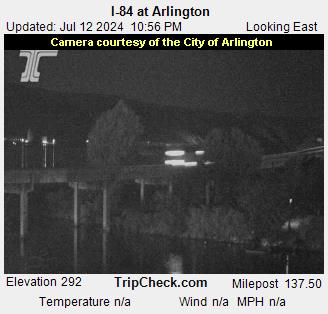 I-84 at Arlington
Updated: Jul 12 2024 10:56 PM Looking East
Camera courtesy of the City of Arlington
Elevation 292 TripCheck.com Milepost 137.50
Temperature n/a Wind n/a MPH n/a